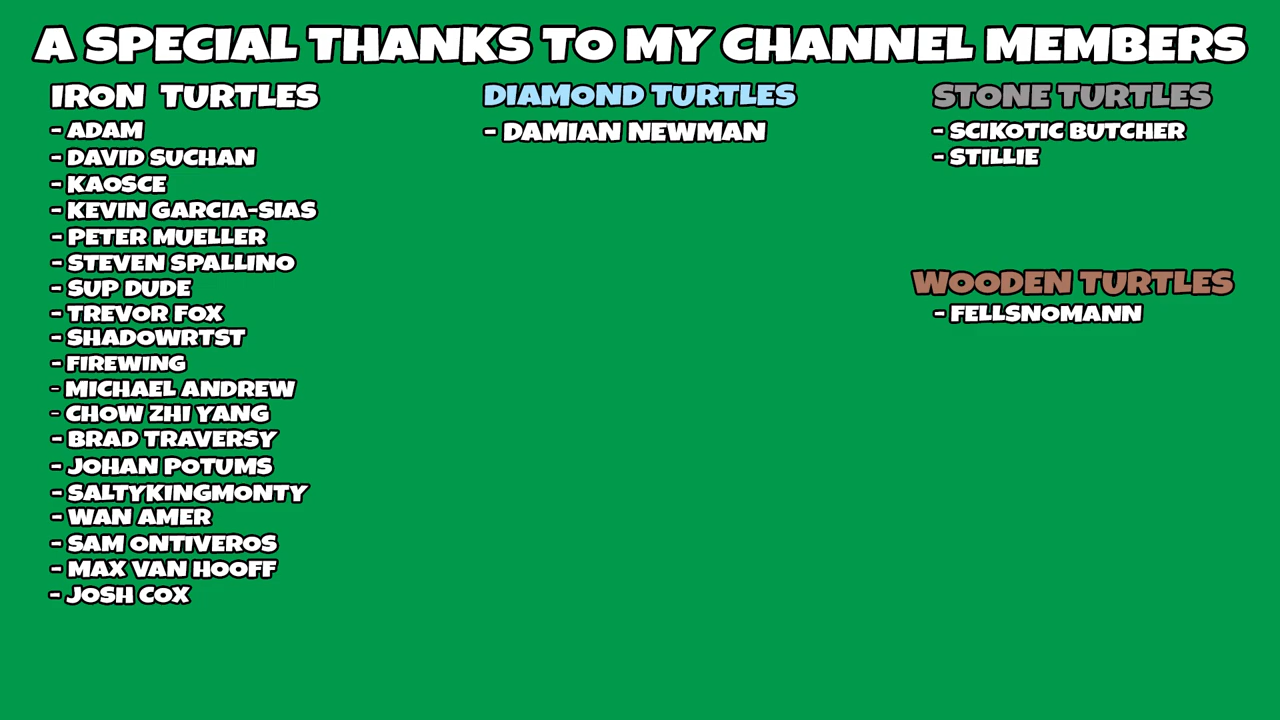 A SPECIAL THANKS TO MY CHANNEL MEMBERS
IRON TURTLES
- ADAM
- DAVID SUCHAN
- KAOSCE
- KEVIN GARCIA-SIAS
- PETER MUELLER
- STEVEN SPALLINO
- SUP DUDE
- TREVOR FOX
- SHADOWRTST
- FIREWING
- MICHAEL ANDREW
- CHOW ZHI YANG
- BRAD TRAVERSY
- JOHAN POTUMS
- SALTYKINGMONTY
- WAN AMER
- SAM ONTIVEROS
- MAX VAN HOOFF
- JOSH COX
DIAMOND TURTLES
- DAMIAN NEWMAN
STONE TURTLES
- SCIKOTIC BUTCHER
- STILLIE
WOODEN TURTLES
- FELLSNOMANN